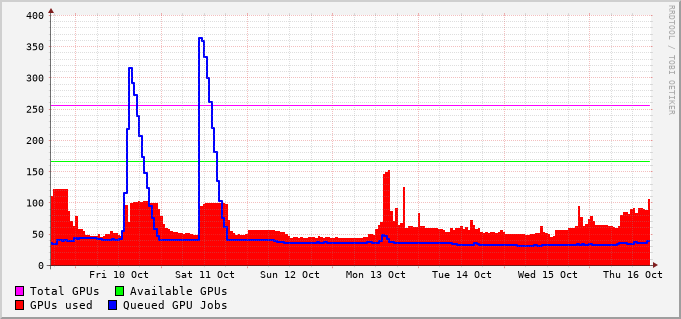 400
350
300
250
200
150
100
50
0
Fri 10 Oct Sat 11 Oct Sun 12 Oct Mon 13 Oct Tue 14 Oct Wed 15 Oct Thu 16 Oct
Total GPUs Available GPUs
GPUs used Queued GPU Jobs
RRDTOOL / TOBI OETIKER